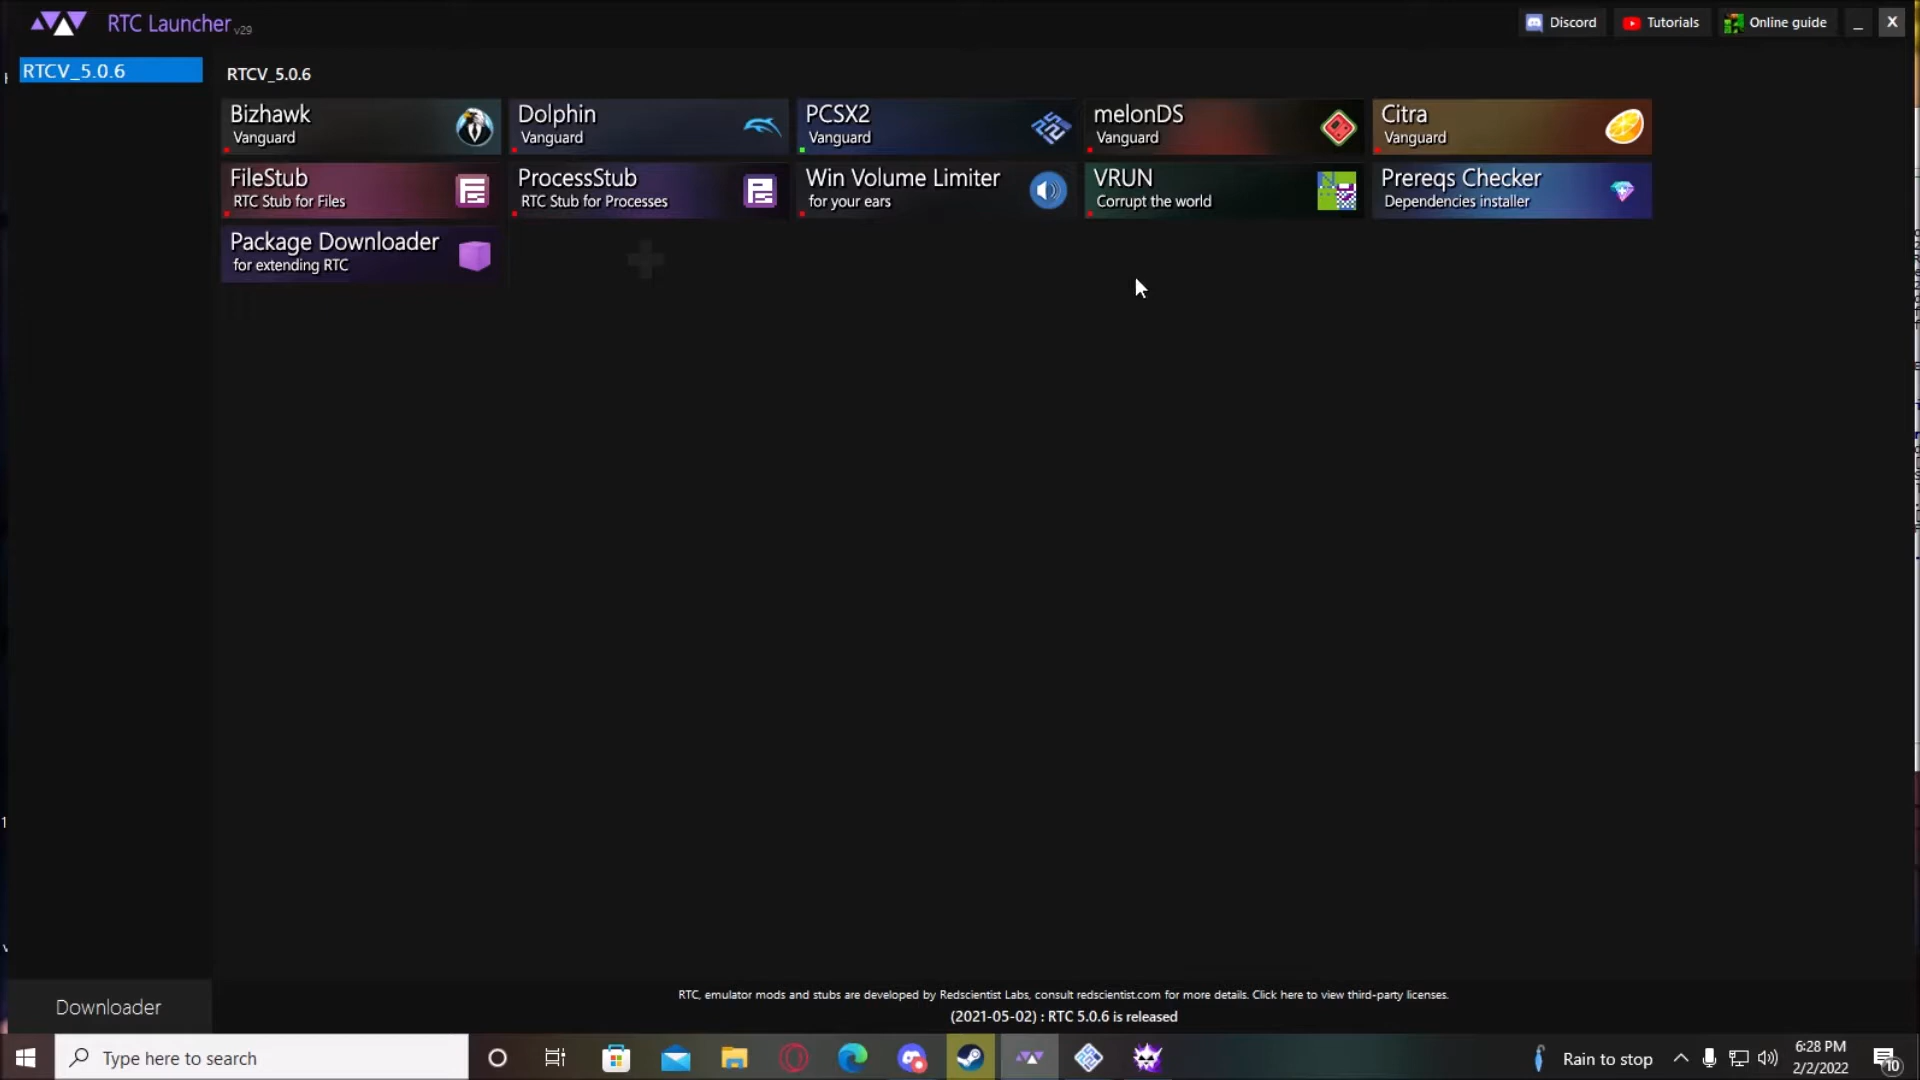 RTC Launcher v29
Discord
Tutorials
Online guide
_
X
RTCV_5.0.6
RTCV_5.0.6
Bizhawk
Vanguard
Dolphin
Vanguard
PCSX2
Vanguard
melonDS
Vanguard
Citra
Vanguard
FileStub
RTC Stub for Files
ProcessStub
RTC Stub for Processes
Win Volume Limiter
for your ears
VRUN
Corrupt the world
Prereqs Checker
Dependencies installer
Package Downloader
for extending RTC
Downloader
RTC, emulator mods and stubs are developed by Redscientist Labs, consult redscientist.com for more details. Click here to view third-party licenses.
(2021-05-02) : RTC 5.0.6 is released
Type here to search
Rain to stop
6:28 PM
2/2/2022
10